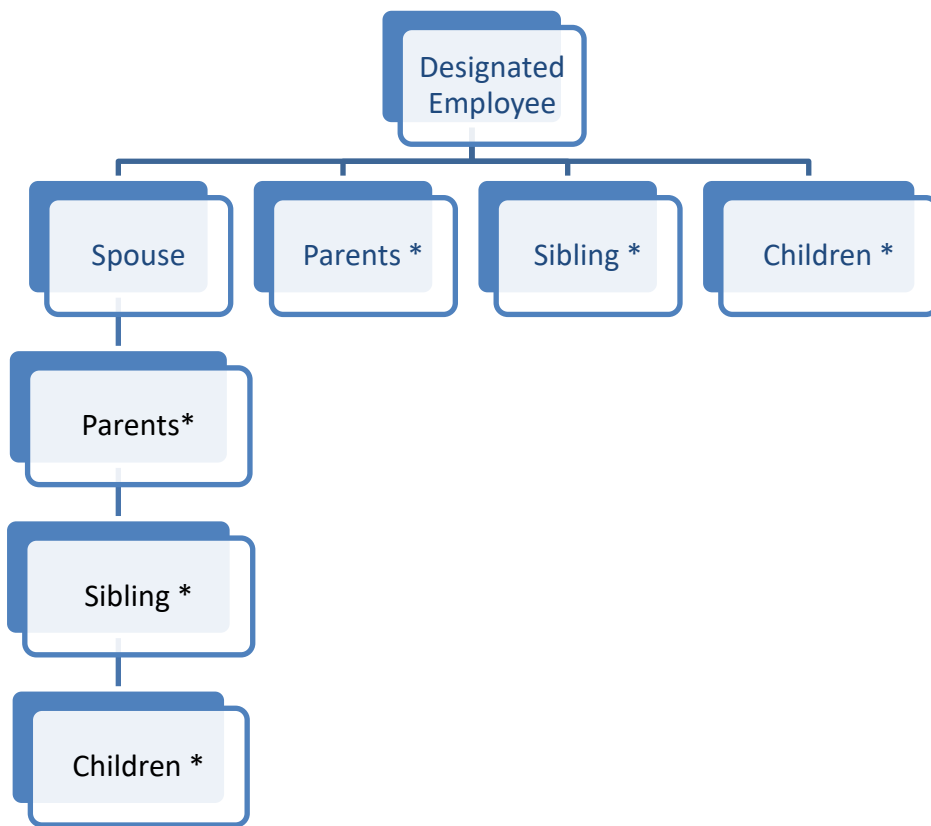 Designated
Employee
Spouse
Parents *
Sibling *
Children *
Parents*
Sibling *
Children *